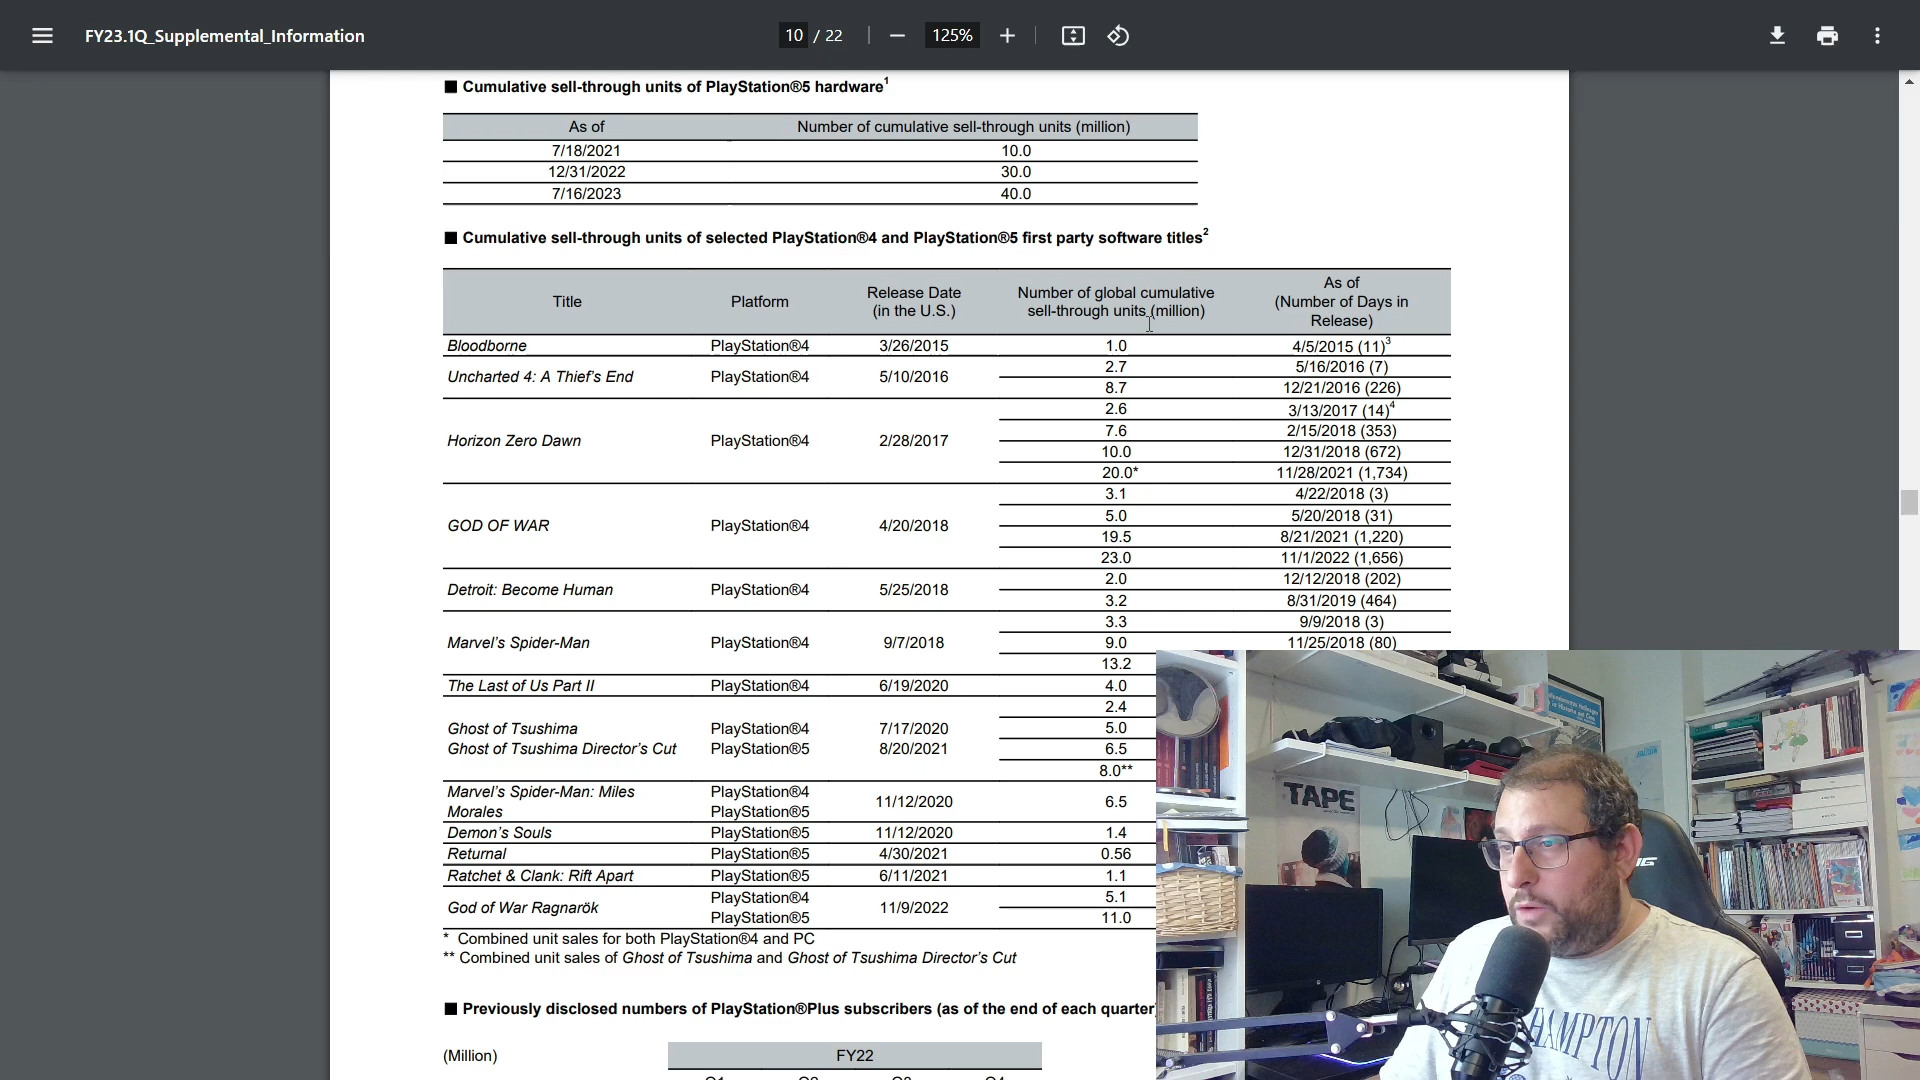 FY23.1Q_Supplemental_Information
10 / 22
125%
■ Cumulative sell-through units of PlayStation®5 hardware1
As of Number of cumulative sell-through units (million)
7/18/2021 10.0
12/31/2022 30.0
7/16/2023 40.0
■ Cumulative sell-through units of selected PlayStation®4 and PlayStation®5 first party software titles2
Title Platform Release Date (in the U.S.) Number of global cumulative sell-through units (million) As of (Number of Days in Release)
Bloodborne PlayStation®4 3/26/2015 1.0 4/5/2015 (11)3
Uncharted 4: A Thief's End PlayStation®4 5/10/2016 2.7 5/16/2016 (7)
8.7 12/21/2016 (226)
Horizon Zero Dawn PlayStation®4 2/28/2017 2.6 3/13/2017 (14)4
7.6 2/15/2018 (353)
10.0 12/31/2018 (672)
20.0* 11/28/2021 (1,734)
GOD OF WAR PlayStation®4 4/20/2018 3.1 4/22/2018 (3)
5.0 5/20/2018 (31)
19.5 8/21/2021 (1,220)
23.0 11/1/2022 (1,656)
Detroit: Become Human PlayStation®4 5/25/2018 2.0 12/12/2018 (202)
3.2 8/31/2019 (464)
Marvel's Spider-Man PlayStation®4 9/7/2018 3.3 9/9/2018 (3)
9.0 11/25/2018 (80)
13.2
The Last of Us Part II PlayStation®4 6/19/2020 4.0
2.4
Ghost of Tsushima PlayStation®4 7/17/2020 5.0
Ghost of Tsushima Director's Cut PlayStation®5 8/20/2021 6.5
8.0**
Marvel's Spider-Man: Miles PlayStation®4
Morales PlayStation®5 11/12/2020 6.5
Demon's Souls PlayStation®5 11/12/2020 1.4
Returnal PlayStation®5 4/30/2021 0.56
Ratchet & Clank: Rift Apart PlayStation®5 6/11/2021 1.1
God of War Ragnarök PlayStation®4 11/9/2022 5.1
PlayStation®5 11.0
* Combined unit sales for both PlayStation®4 and PC
** Combined unit sales of Ghost of Tsushima and Ghost of Tsushima Director's Cut
■ Previously disclosed numbers of PlayStation®Plus subscribers (as of the end of each quarter
(Million) FY22
TAPE
HAMPTON